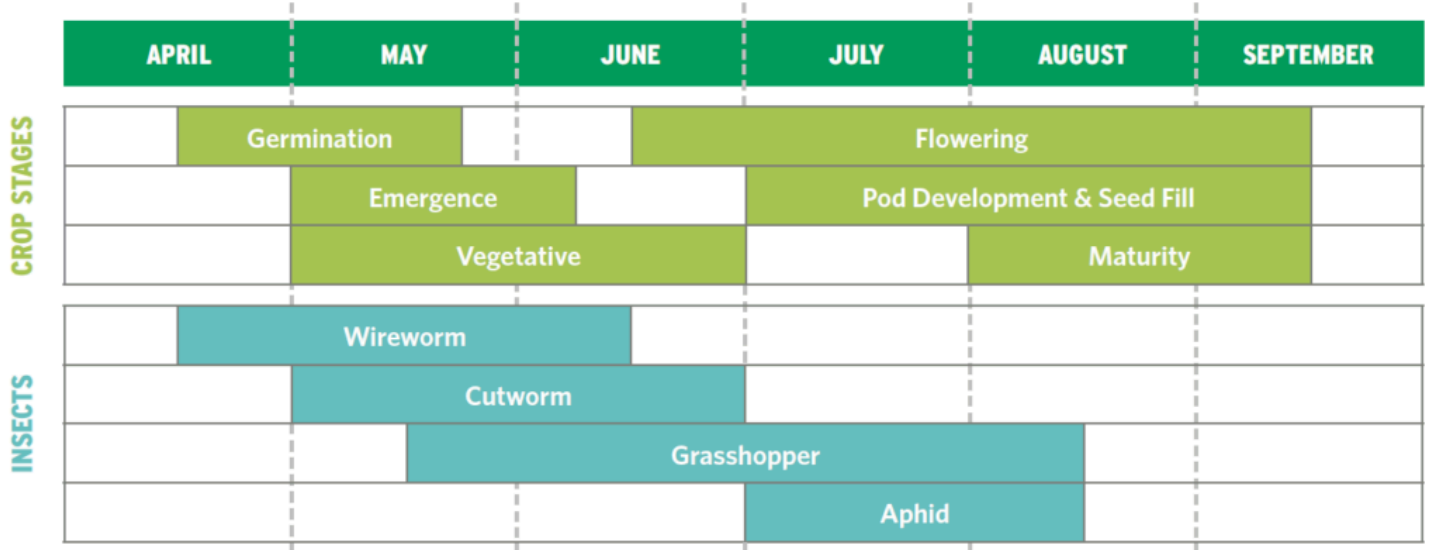 APRIL MAY JUNE JULY AUGUST SEPTEMBER
CROP STAGES
Germination Flowering
Emergence Pod Development & Seed Fill
Vegetative Maturity
INSECTS
Wireworm
Cutworm
Grasshopper
Aphid